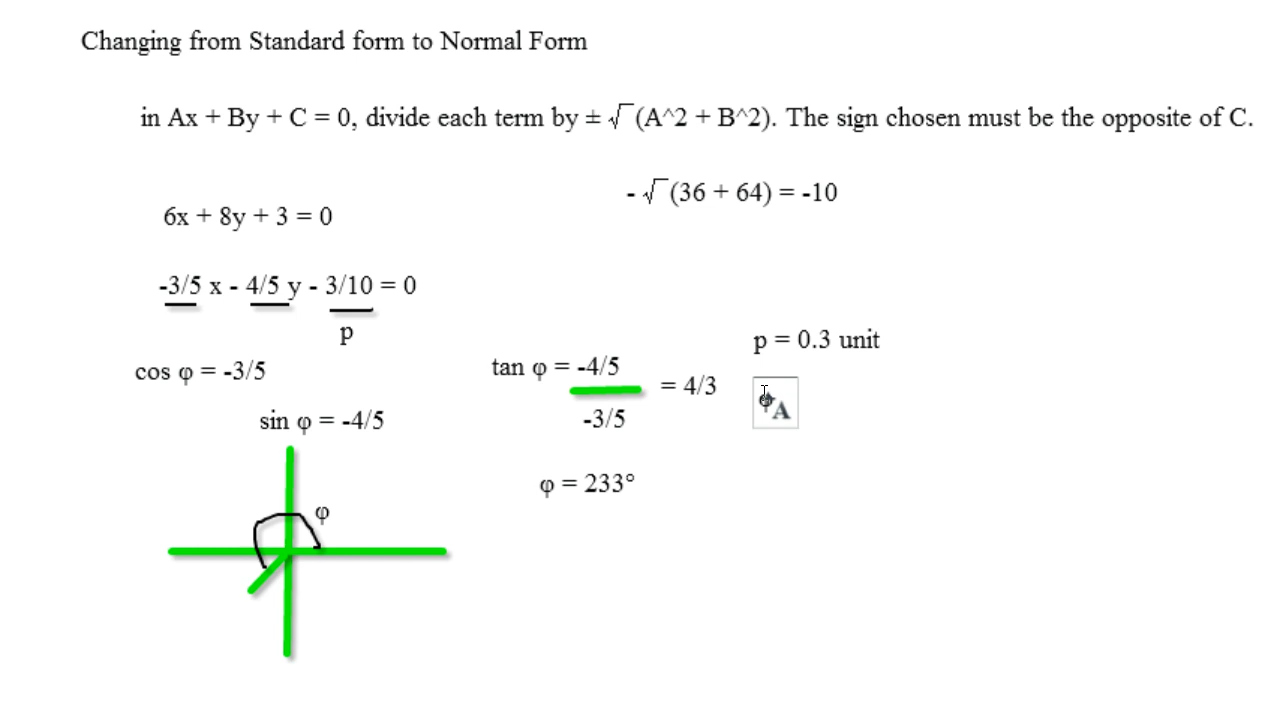 Changing from Standard form to Normal Form
in Ax + By + C = 0, divide each term by ± √(A^2 + B^2). The sign chosen must be the opposite of C.
- √(36 + 64) = -10
6x + 8y + 3 = 0
-3/5 x - 4/5 y - 3/10 = 0
p
p = 0.3 unit
cos φ = -3/5
tan φ = -4/5
= 4/3
-3/5
sin φ = -4/5
φ = 233°
φ
A